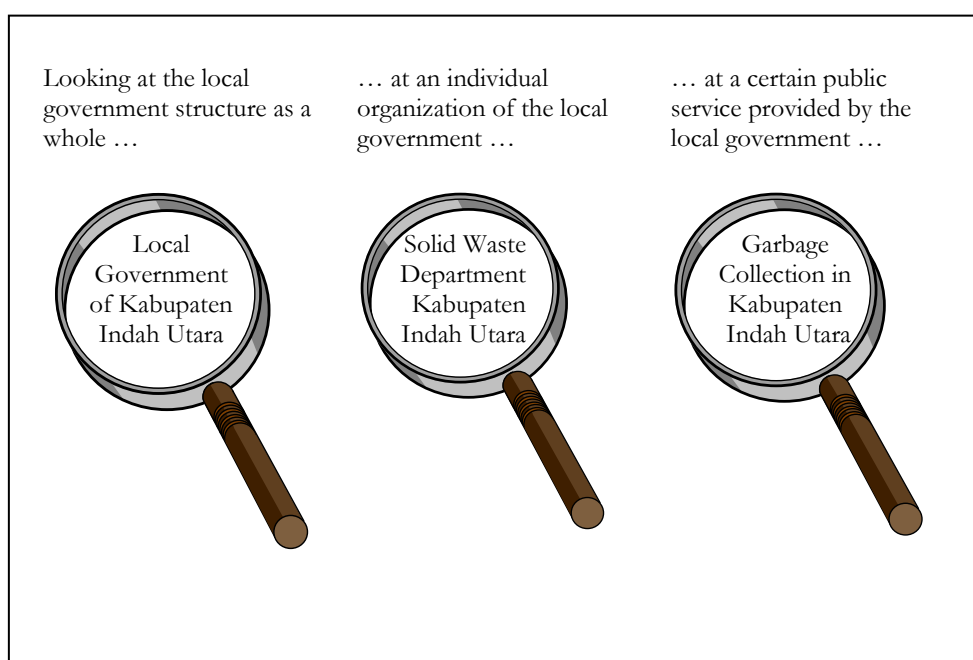 Looking at the local
government structure as a
whole …
… at an individual
organization of the local
government …
… at a certain public
service provided by the
local government …
Local
Government
of Kabupaten
Indah Utara
Solid Waste
Department
Kabupaten
Indah Utara
Garbage
Collection in
Kabupaten
Indah Utara